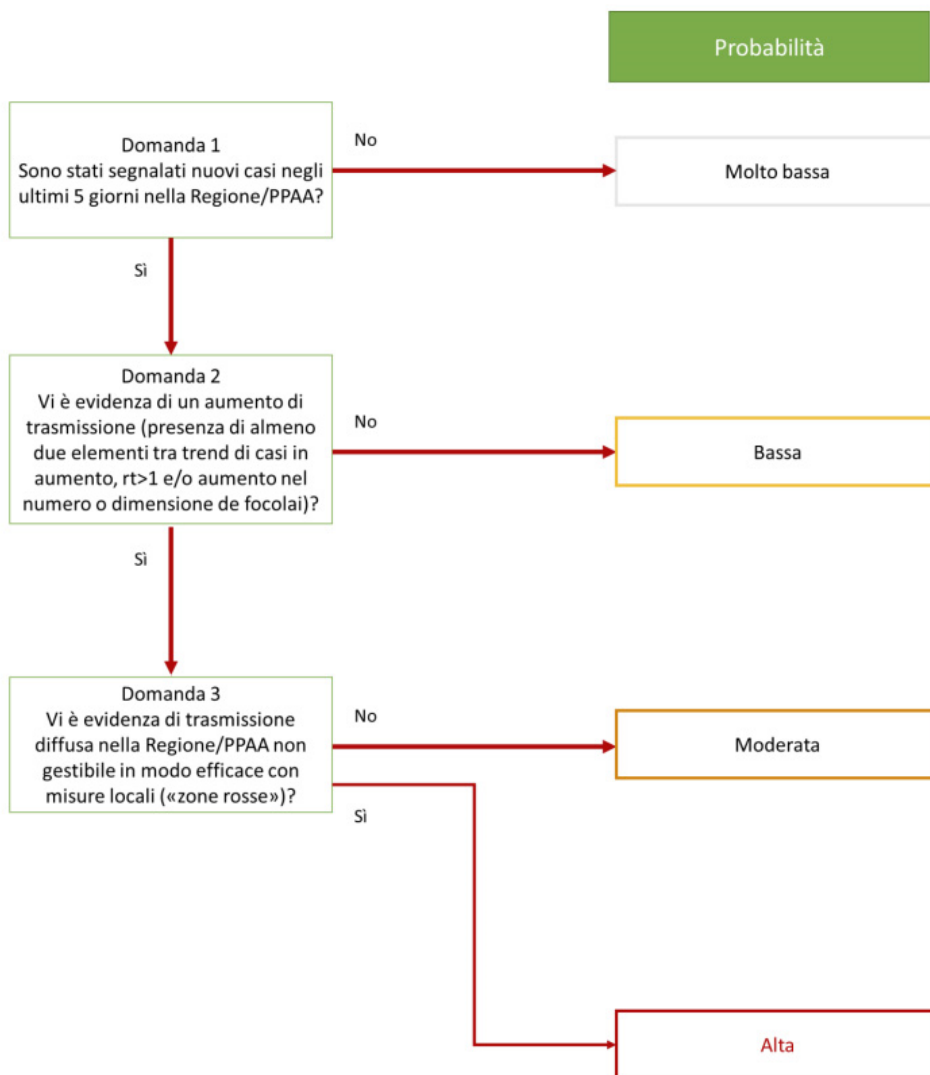 Probabilità
Domanda 1
Sono stati segnalati nuovi casi negli
ultimi 5 giorni nella Regione/PPAA?
No
Molto bassa
Sì
Domanda 2
Vi è evidenza di un aumento di
trasmissione (presenza di almeno
due elementi tra trend di casi in
aumento, rt>1 e/o aumento nel
numero o dimensione de focolai)?
No
Bassa
Sì
Domanda 3
Vi è evidenza di trasmissione
diffusa nella Regione/PPAA non
gestibile in modo efficace con
misure locali («zone rosse»)?
No
Moderata
Sì
Alta